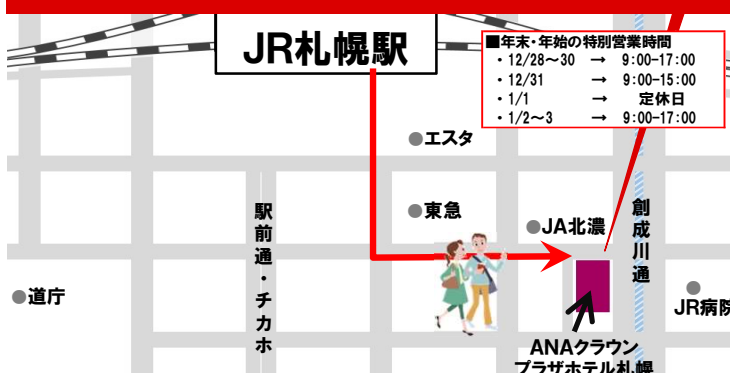 JR札幌駅
■年末・年始の特別営業時間
・12/28～30 → 9:00-17:00
・12/31 → 9:00-15:00
・1/1 → 定休日
・1/2～3 → 9:00-17:00
●エスタ
●東急
●JA北濃
駅前通・チカホ
創成川通
●道庁
●
JR病院
ANAクラウン
プラザホテル札幌